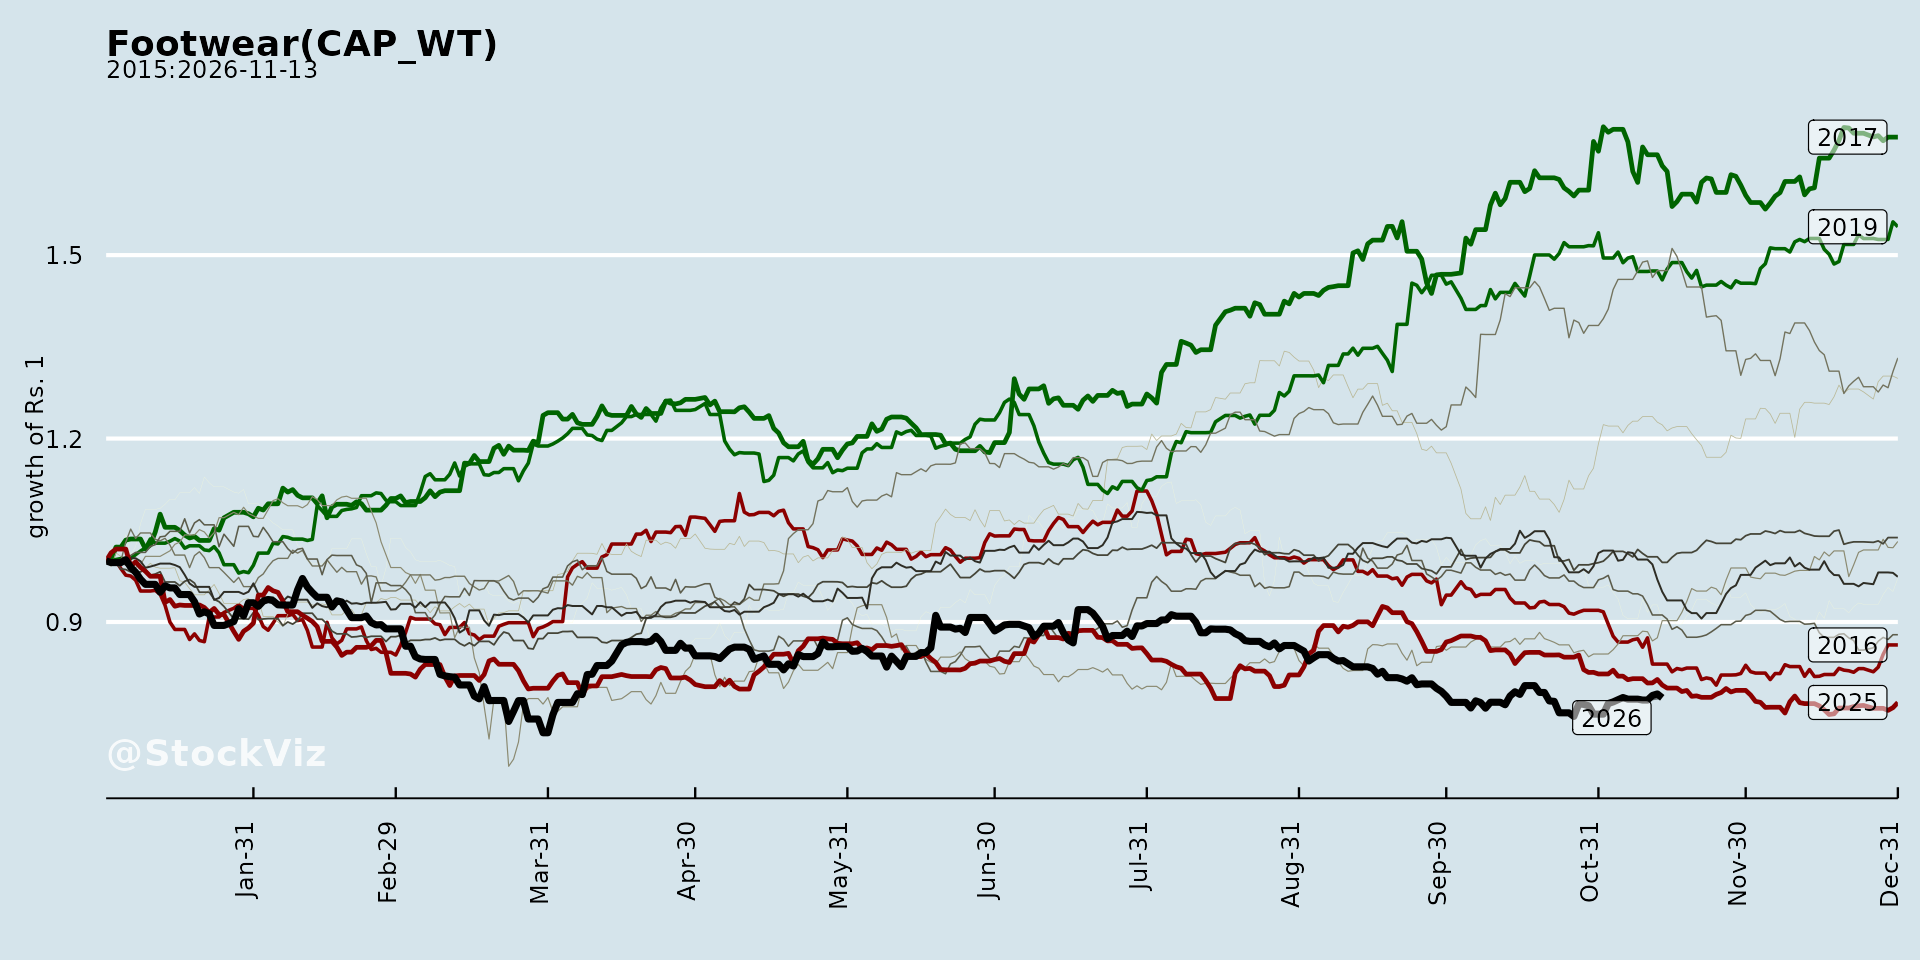 Footwear(CAP_WT)
2015:2026-11-13
2017
2019
1.5
growth of Rs. 1
1.2
0.9
2016
2025
2026
@StockViz
Jan-31
Feb-29
Mar-31
Apr-30
May-31
Jun-30
Jul-31
Aug-31
Sep-30
Oct-31
Nov-30
Dec-31